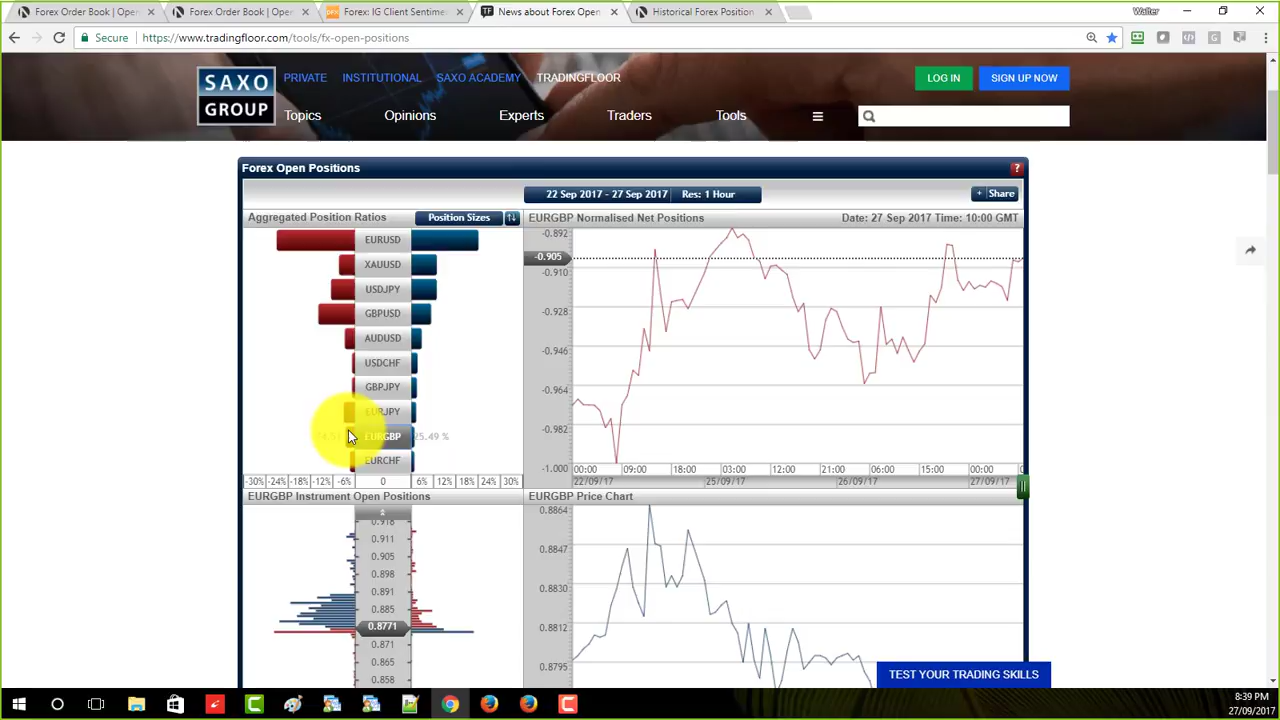 Forex Order Book | Open
Forex Order Book | Open
Forex: IG Client Sentime
News about Forex Open
Historical Forex Position
Walter
Secure
https://www.tradingfloor.com/tools/fx-open-positions
SAXO
GROUP
PRIVATE INSTITUTIONAL SAXO ACADEMY TRADINGFLOOR
LOG IN
SIGN UP NOW
Topics Opinions Experts Traders Tools
Forex Open Positions
?
22 Sep 2017 - 27 Sep 2017 Res: 1 Hour
+ Share
Aggregated Position Ratios
Position Sizes
EURUSD
XAUUSD
USDJPY
GBPUSD
AUDUSD
USDCHF
GBPJPY
EURJPY
EURGBP 25.49 %
EURCHF
-30% -24% -18% -12% -6% 0 6% 12% 18% 24% 30%
EURGBP Normalised Net Positions
Date: 27 Sep 2017 Time: 10:00 GMT
-0.892
-0.905
-0.910
-0.928
-0.946
-0.964
-0.982
-1.000
00:00 09:00 18:00 03:00 12:00 21:00 06:00 15:00 00:00
22/09/17 25/09/17 26/09/17 27/09/17
EURGBP Instrument Open Positions
0.918
0.911
0.905
0.898
0.891
0.885
0.8771
0.871
0.865
0.858
EURGBP Price Chart
0.8864
0.8847
0.8830
0.8812
0.8795
TEST YOUR TRADING SKILLS
8:39 PM
27/09/2017